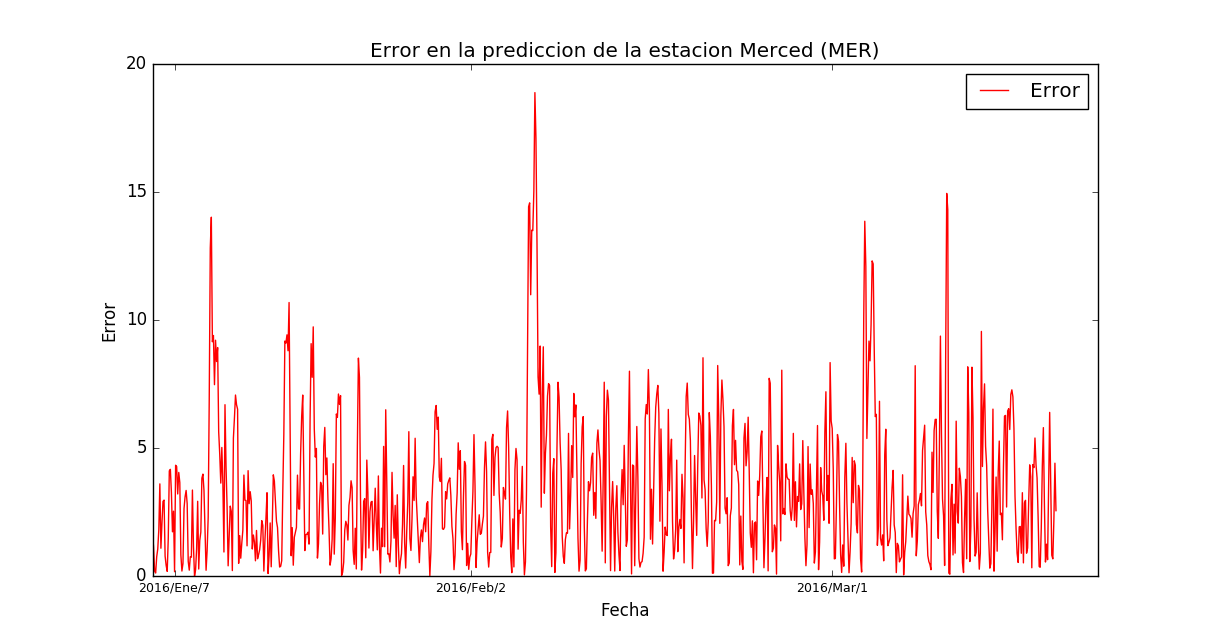 Error en la prediccion de la estacion Merced (MER)
20
Error
15
10
Error
5
0
2016/Ene/7 2016/Feb/2 2016/Mar/1
Fecha